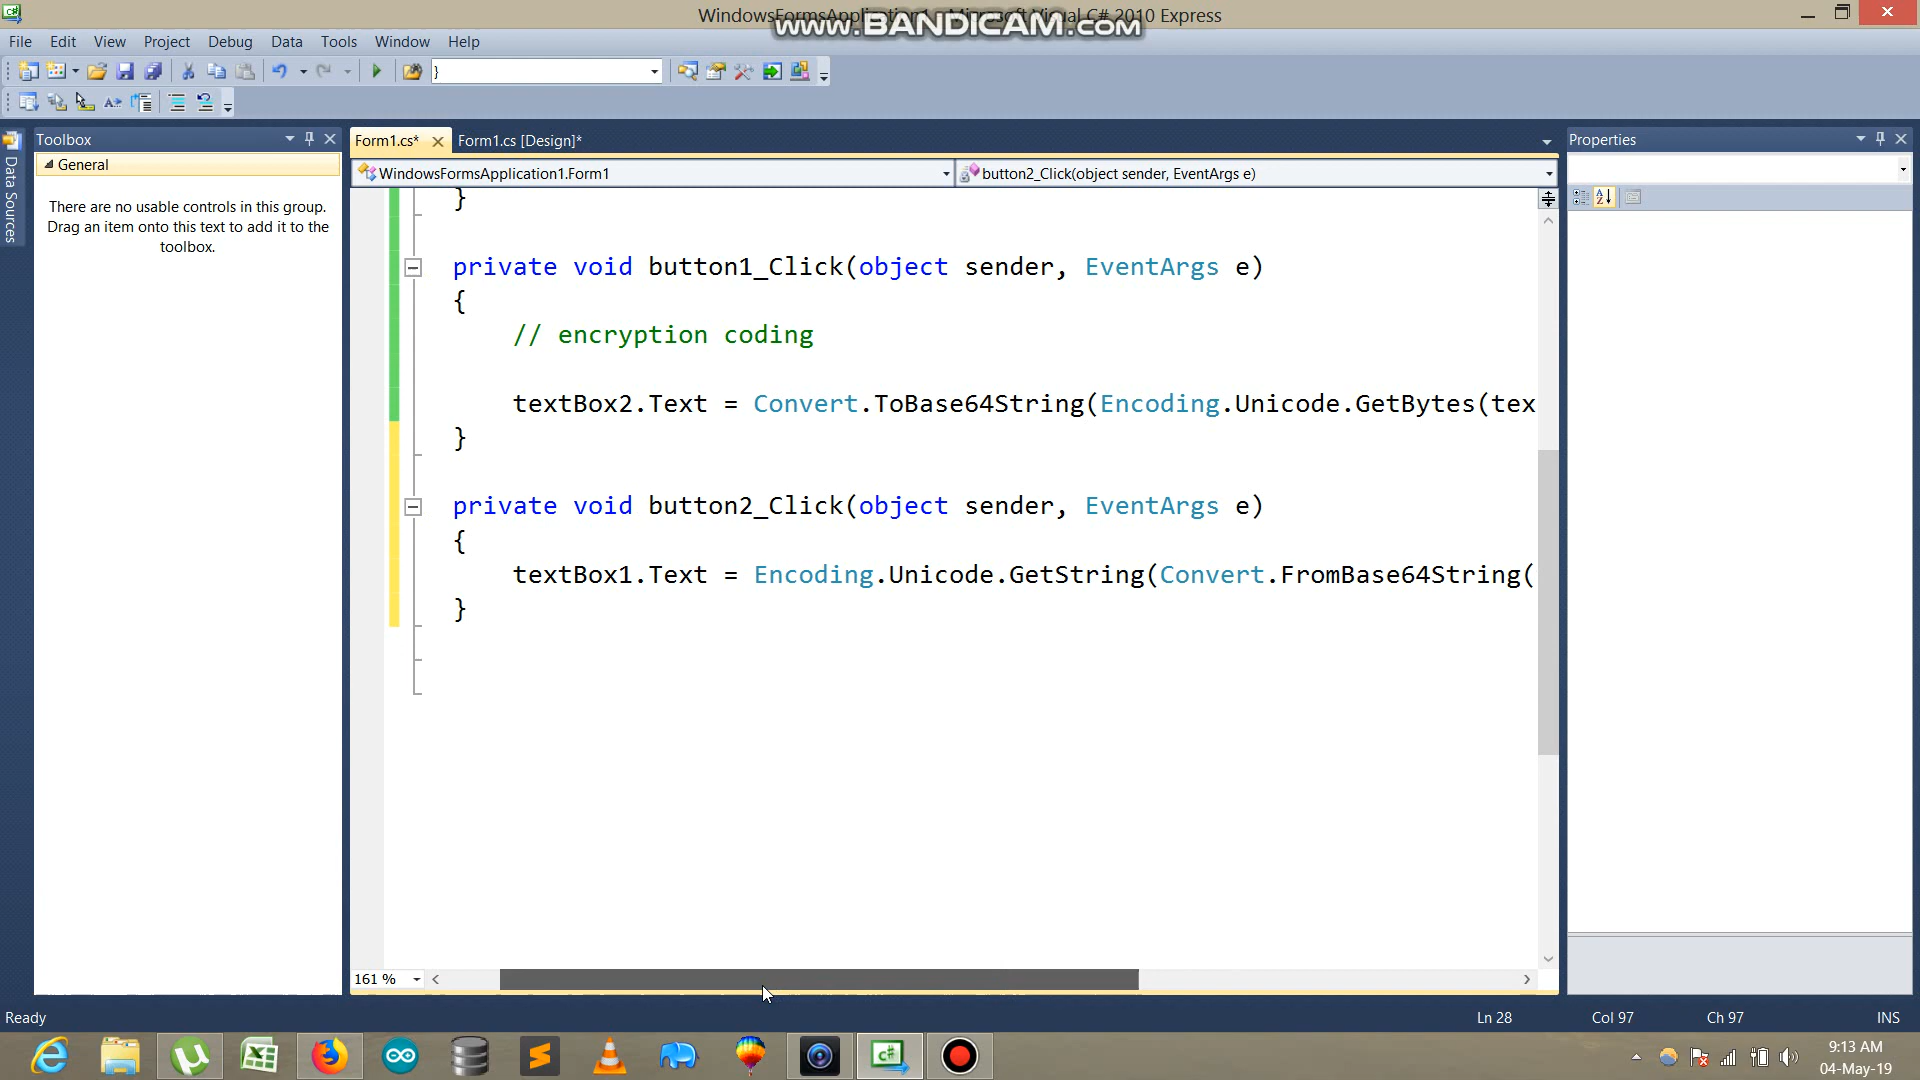 WindowsFormsApplication1 - Microsoft Visual C# 2010 Express
www.BANDICAM.com
File Edit View Project Debug Data Tools Window Help
}
Toolbox
Form1.cs*
Form1.cs [Design]*
Properties
General
WindowsFormsApplication1.Form1
button2_Click(object sender, EventArgs e)
Data Sources
There are no usable controls in this group. Drag an item onto this text to add it to the toolbox.
}
private void button1_Click(object sender, EventArgs e)
{
// encryption coding
textBox2.Text = Convert.ToBase64String(Encoding.Unicode.GetBytes(tex
}
private void button2_Click(object sender, EventArgs e)
{
textBox1.Text = Encoding.Unicode.GetString(Convert.FromBase64String(
}
161 %
Ready
Ln 28
Col 97
Ch 97
INS
9:13 AM
04-May-19